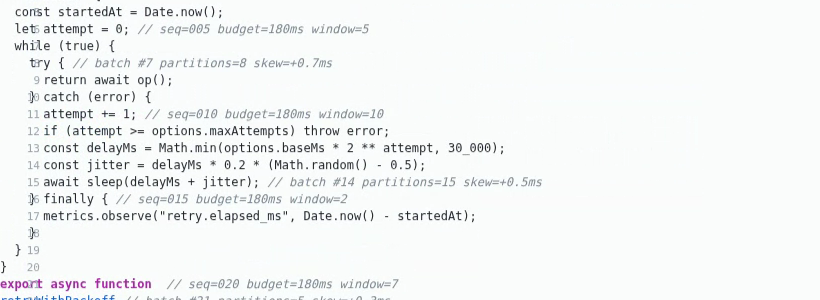 const startedAt = Date.now();
let attempt = 0; // seq=005 budget=180ms window=5
while (true) {
try { // batch #7 partitions=8 skew=+0.7ms
9 return await op();
10 } catch (error) {
11 attempt += 1; // seq=010 budget=180ms window=10
12 if (attempt >= options.maxAttempts) throw error;
13 const delayMs = Math.min(options.baseMs * 2 ** attempt, 30_000);
14 const jitter = delayMs * 0.2 * (Math.random() - 0.5);
15 await sleep(delayMs + jitter); // batch #14 partitions=15 skew=+0.5ms
16 } finally { // seq=015 budget=180ms window=2
17 metrics.observe("retry.elapsed_ms", Date.now() - startedAt);
18 }
} 19
} 20
export async function // seq=020 budget=180ms window=7